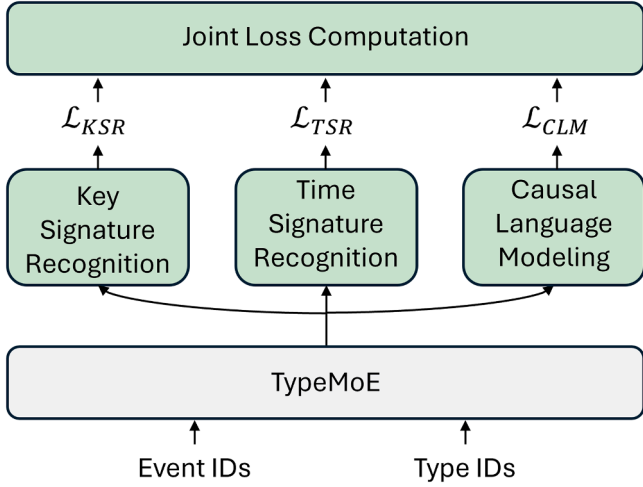 Joint Loss Computation
ℒ_KSR
ℒ_TSR
ℒ_CLM
Key
Signature
Recognition
Time
Signature
Recognition
Causal
Language
Modeling
TypeMoE
Event IDs
Type IDs